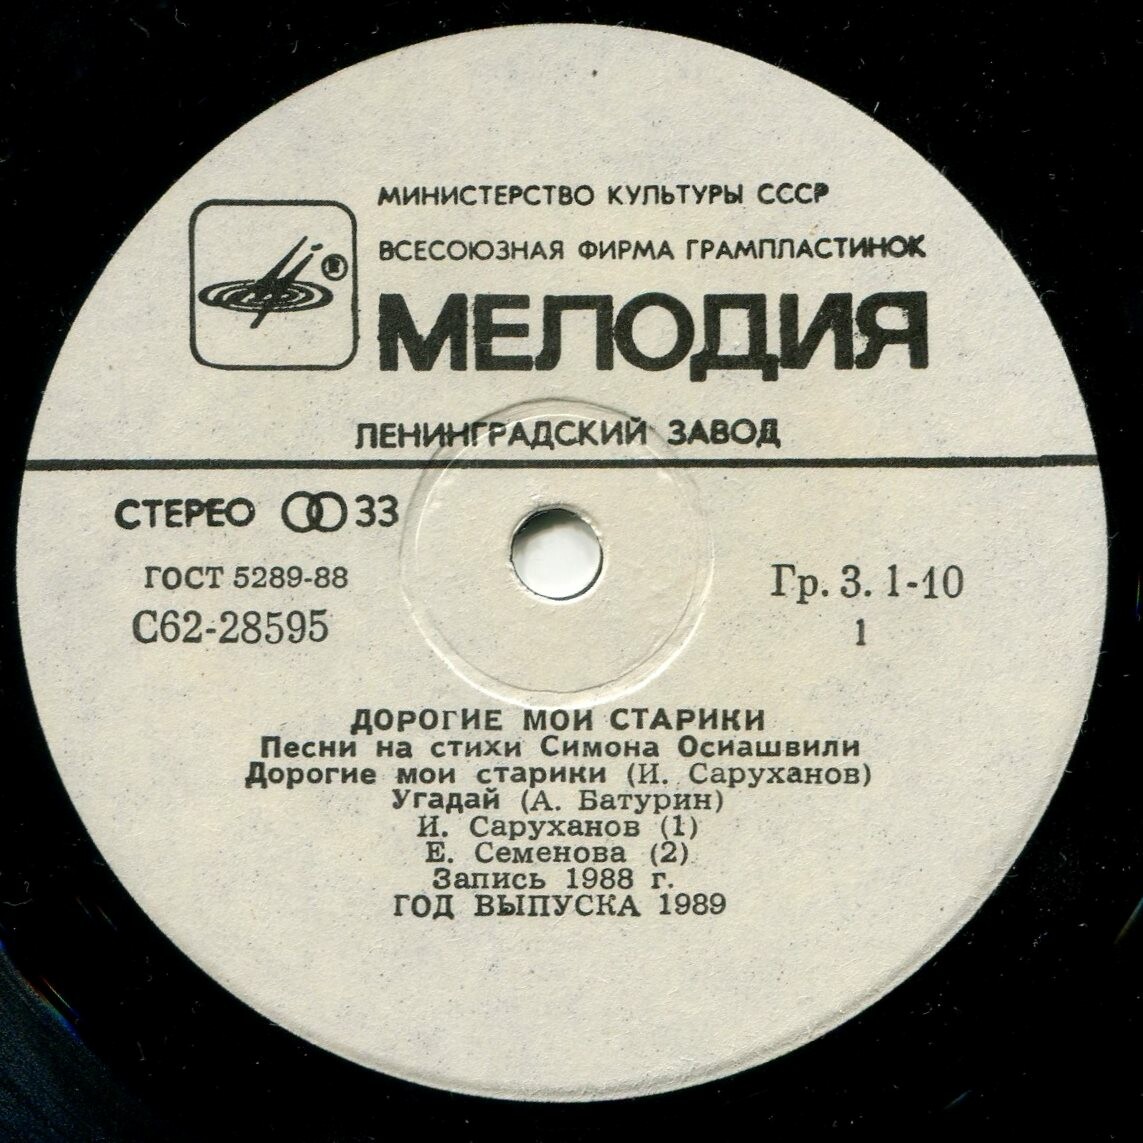 МИНИСТЕРСТВО КУЛЬТУРЫ СССР
ВСЕСОЮЗНАЯ ФИРМА ГРАМПЛАСТИНОК
®
МЕЛОДИЯ
ЛЕНИНГРАДСКИЙ ЗАВОД
СТЕРЕО 33
ГОСТ 5289-88
С62-28595
Гр. 3. 1-10
1
ДОРОГИЕ МОИ СТАРИКИ
Песни на стихи Симона Осиашвили
Дорогие мои старики (И. Саруханов)
Угадай (А. Батурин)
И. Саруханов (1)
Е. Семенова (2)
Запись 1988 г.
ГОД ВЫПУСКА 1989